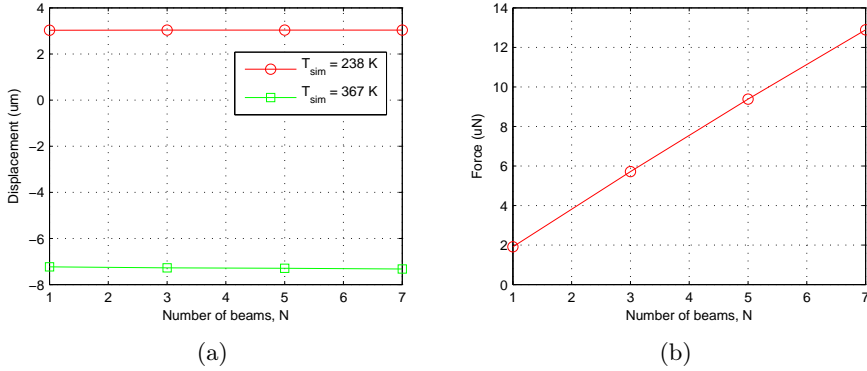 4
2
0
−2
−4
−6
−8
Displacement (um)
1 2 3 4 5 6 7
Number of beams, N
T_sim = 238 K
T_sim = 367 K
(a)
14
12
10
8
6
4
2
0
Force (uN)
1 2 3 4 5 6 7
Number of beams, N
(b)